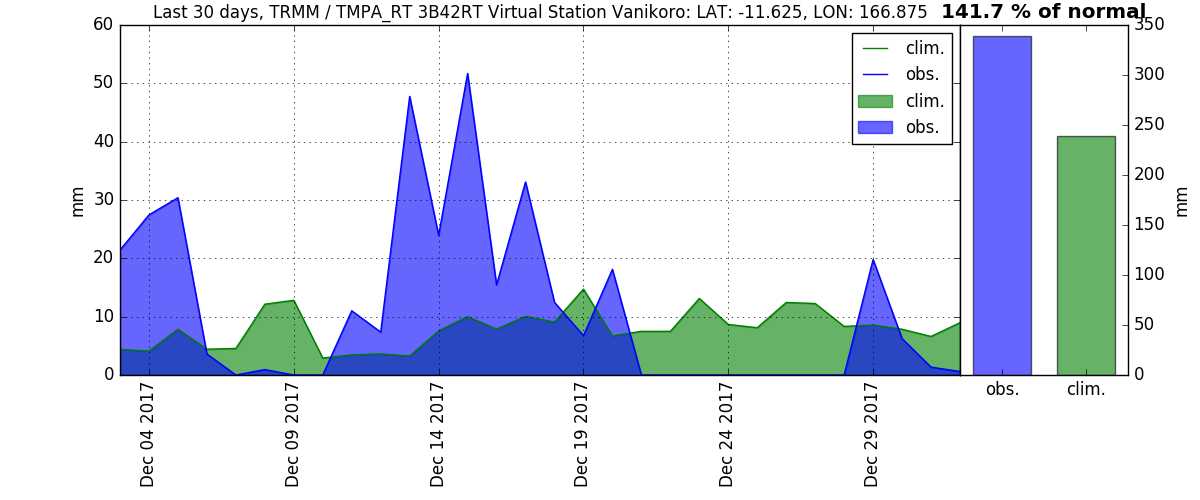 Last 30 days, TRMM / TMPA_RT 3B42RT Virtual Station Vanikoro: LAT: -11.625, LON: 166.875
141.7 % of normal
60
50
40
30
20
10
0
mm
clim.
obs.
clim.
obs.
Dec 04 2017
Dec 09 2017
Dec 14 2017
Dec 19 2017
Dec 24 2017
Dec 29 2017
350
300
250
200
150
100
50
0
mm
obs.
clim.